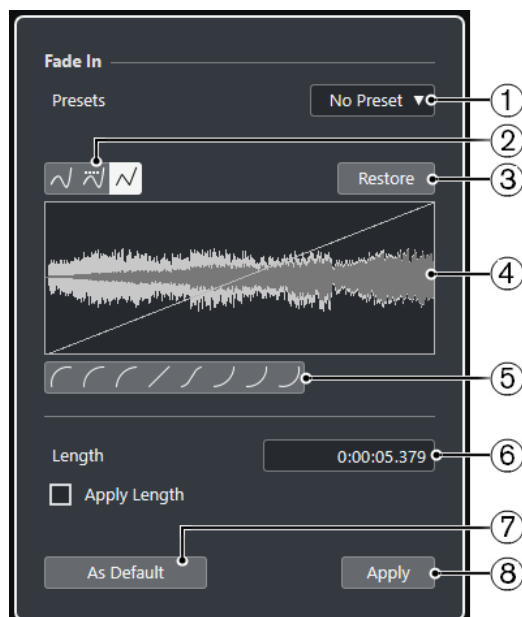 Fade In
Presets
No Preset ▼
1
2
Restore
3
4
5
Length
0:00:05.379
6
Apply Length
7
As Default
Apply
8